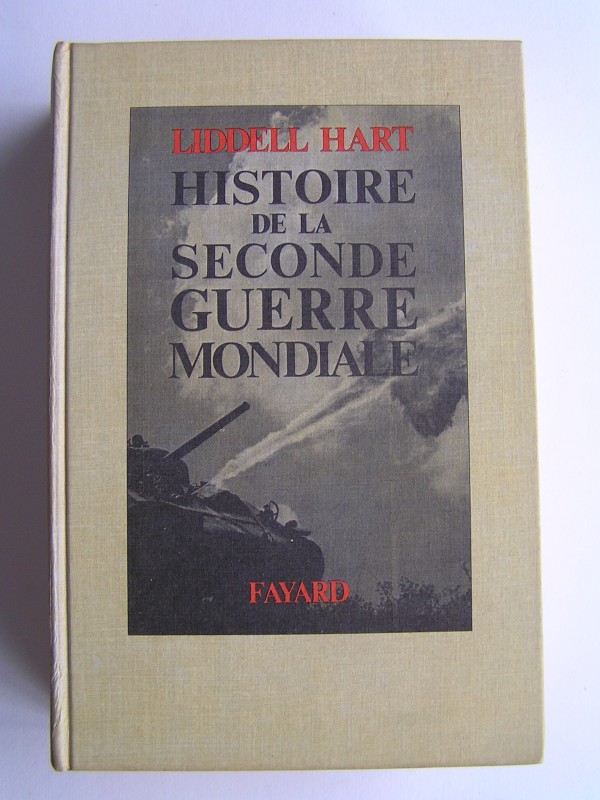 LIDDELL HART
HISTOIRE
DE LA
SECONDE
GUERRE
MONDIALE
FAYARD